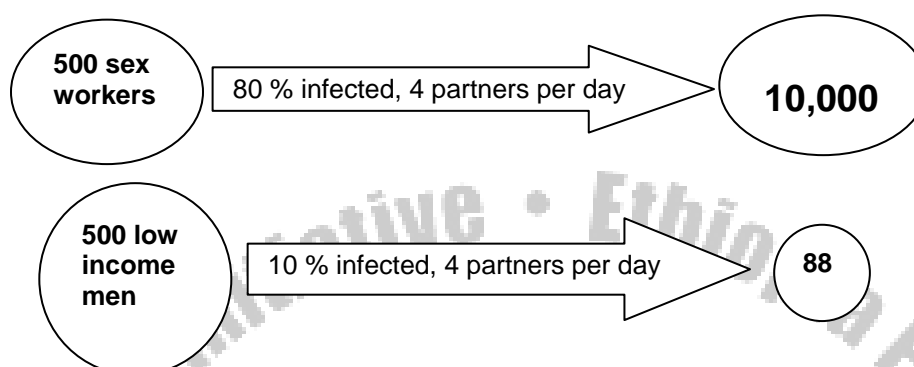 500 sex
workers
80 % infected, 4 partners per day
10,000
Ethiop
500 low
income
men
10 % infected, 4 partners per day
88